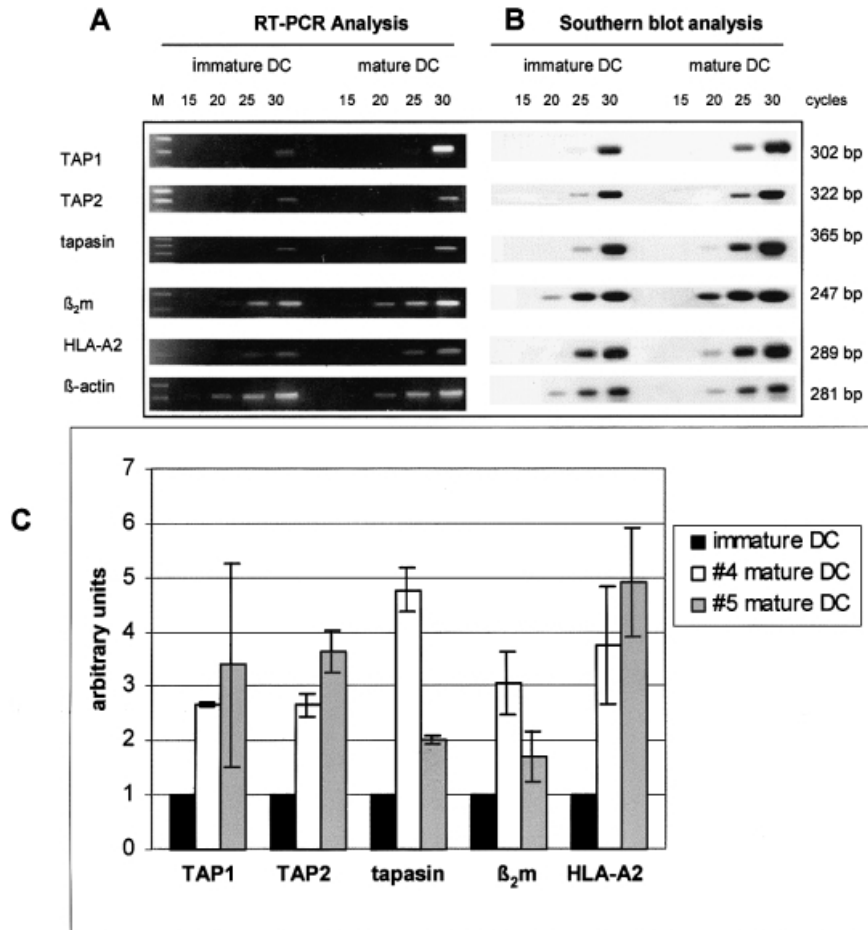 A RT-PCR Analysis B Southern blot analysis
immature DC mature DC immature DC mature DC
M 15 20 25 30 15 20 25 30 15 20 25 30 15 20 25 30 cycles
TAP1 302 bp
TAP2 322 bp
tapasin 365 bp
ß₂m 247 bp
HLA-A2 289 bp
ß-actin 281 bp
C
arbitrary units
7
6
5
4
3
2
1
0
TAP1 TAP2 tapasin ß₂m HLA-A2
immature DC
#4 mature DC
#5 mature DC